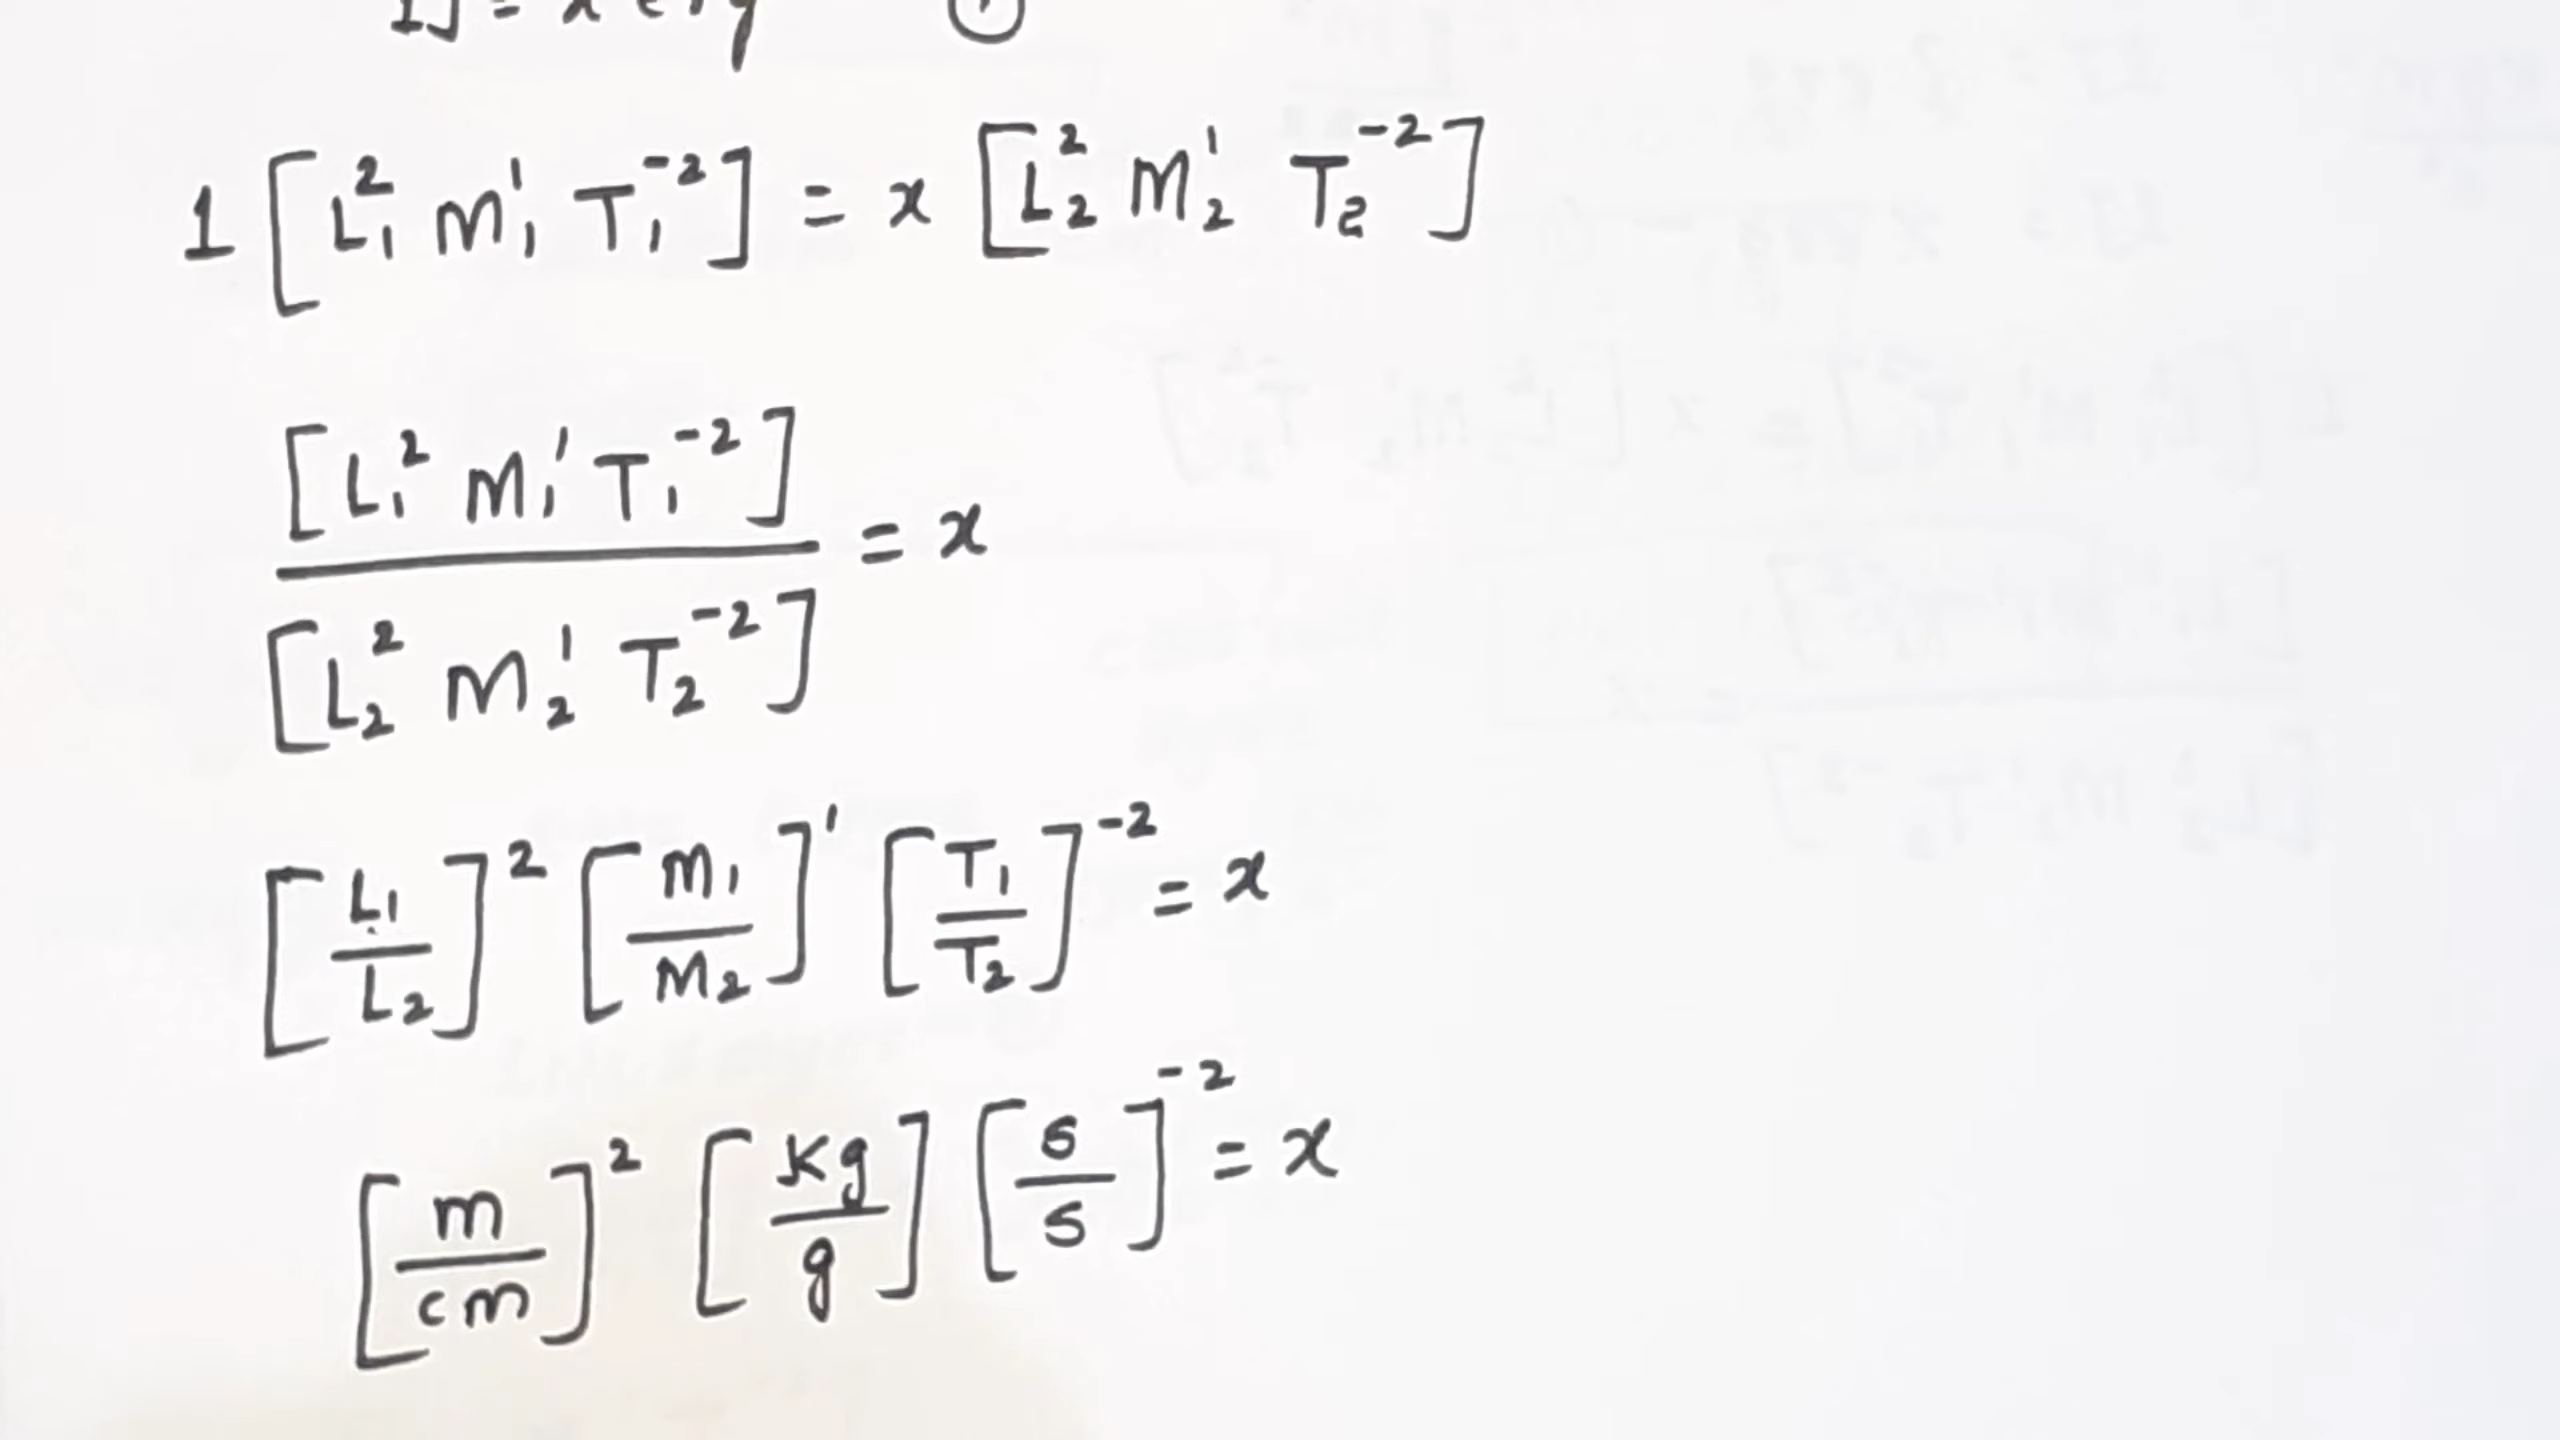 1J = x erg ①
1 [L₁² M₁¹ T₁⁻²] = x [L₂² M₂¹ T₂⁻²]
[L₁² M₁¹ T₁⁻²] / [L₂² M₂¹ T₂⁻²] = x
[L₁/L₂]² [M₁/M₂]¹ [T₁/T₂]⁻² = x
[m/cm]² [Kg/g] [s/s]⁻² = x